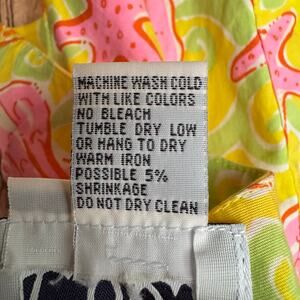 MACHINE WASH COLD
WITH LIKE COLORS
NO BLEACH
TUMBLE DRY LOW
OR HANG TO DRY
WARM IRON
POSSIBLE 5%
SHRINKAGE
DO NOT DRY CLEAN